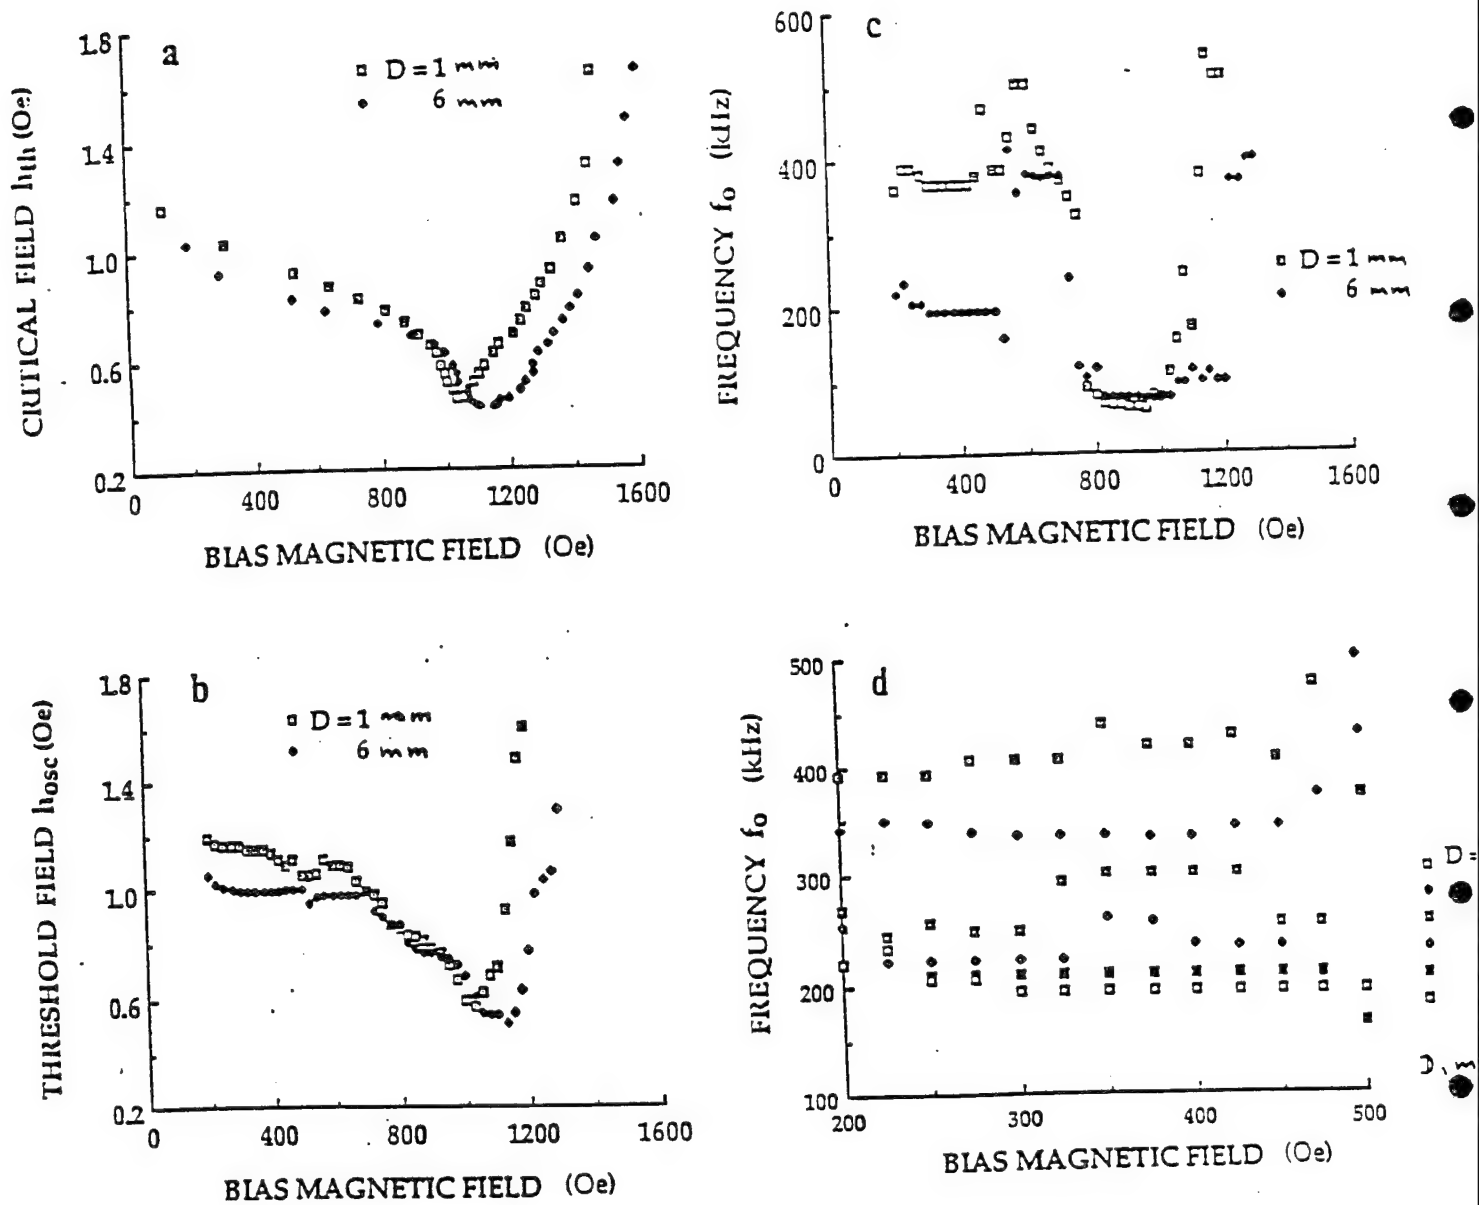 a
CRITICAL FIELD hth (Oe)
1.8
1.4
1.0
0.6
0.2
D = 1 mm
6 mm
0 400 800 1200 1600
BIAS MAGNETIC FIELD (Oe)
c
FREQUENCY fo (kHz)
600
400
200
0
D = 1 mm
6 mm
0 400 800 1200 1600
BIAS MAGNETIC FIELD (Oe)
b
THRESHOLD FIELD hosc (Oe)
1.8
1.4
1.0
0.6
0.2
D = 1 mm
6 mm
0 400 800 1200 1600
BIAS MAGNETIC FIELD (Oe)
d
FREQUENCY fo (kHz)
500
400
300
200
100
200 300 400 500
BIAS MAGNETIC FIELD (Oe)
D =